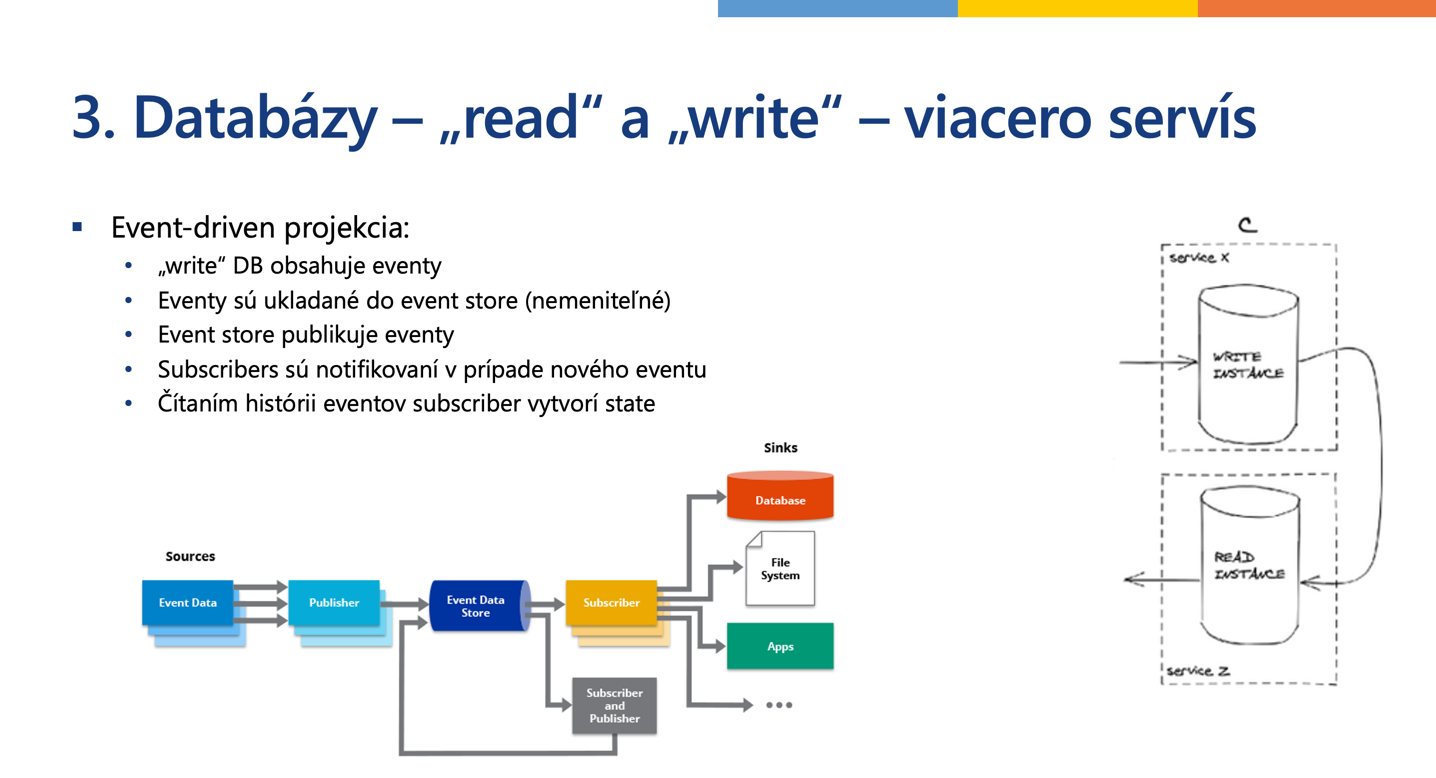 3. Databázy – „read“ a „write“ – viacero servís
Event-driven projekcia:
„write“ DB obsahuje eventy
Eventy sú ukladané do event store (nemeniteľné)
Event store publikuje eventy
Subscribers sú notifikovaní v prípade nového eventu
Čítaním histórii eventov subscriber vytvorí state
Sources
Event Data
Publisher
Event Data
Store
Subscriber
Subscriber
and
Publisher
Sinks
Database
File
System
Apps
C
service X
WRITE
INSTANCE
READ
INSTANCE
service Z